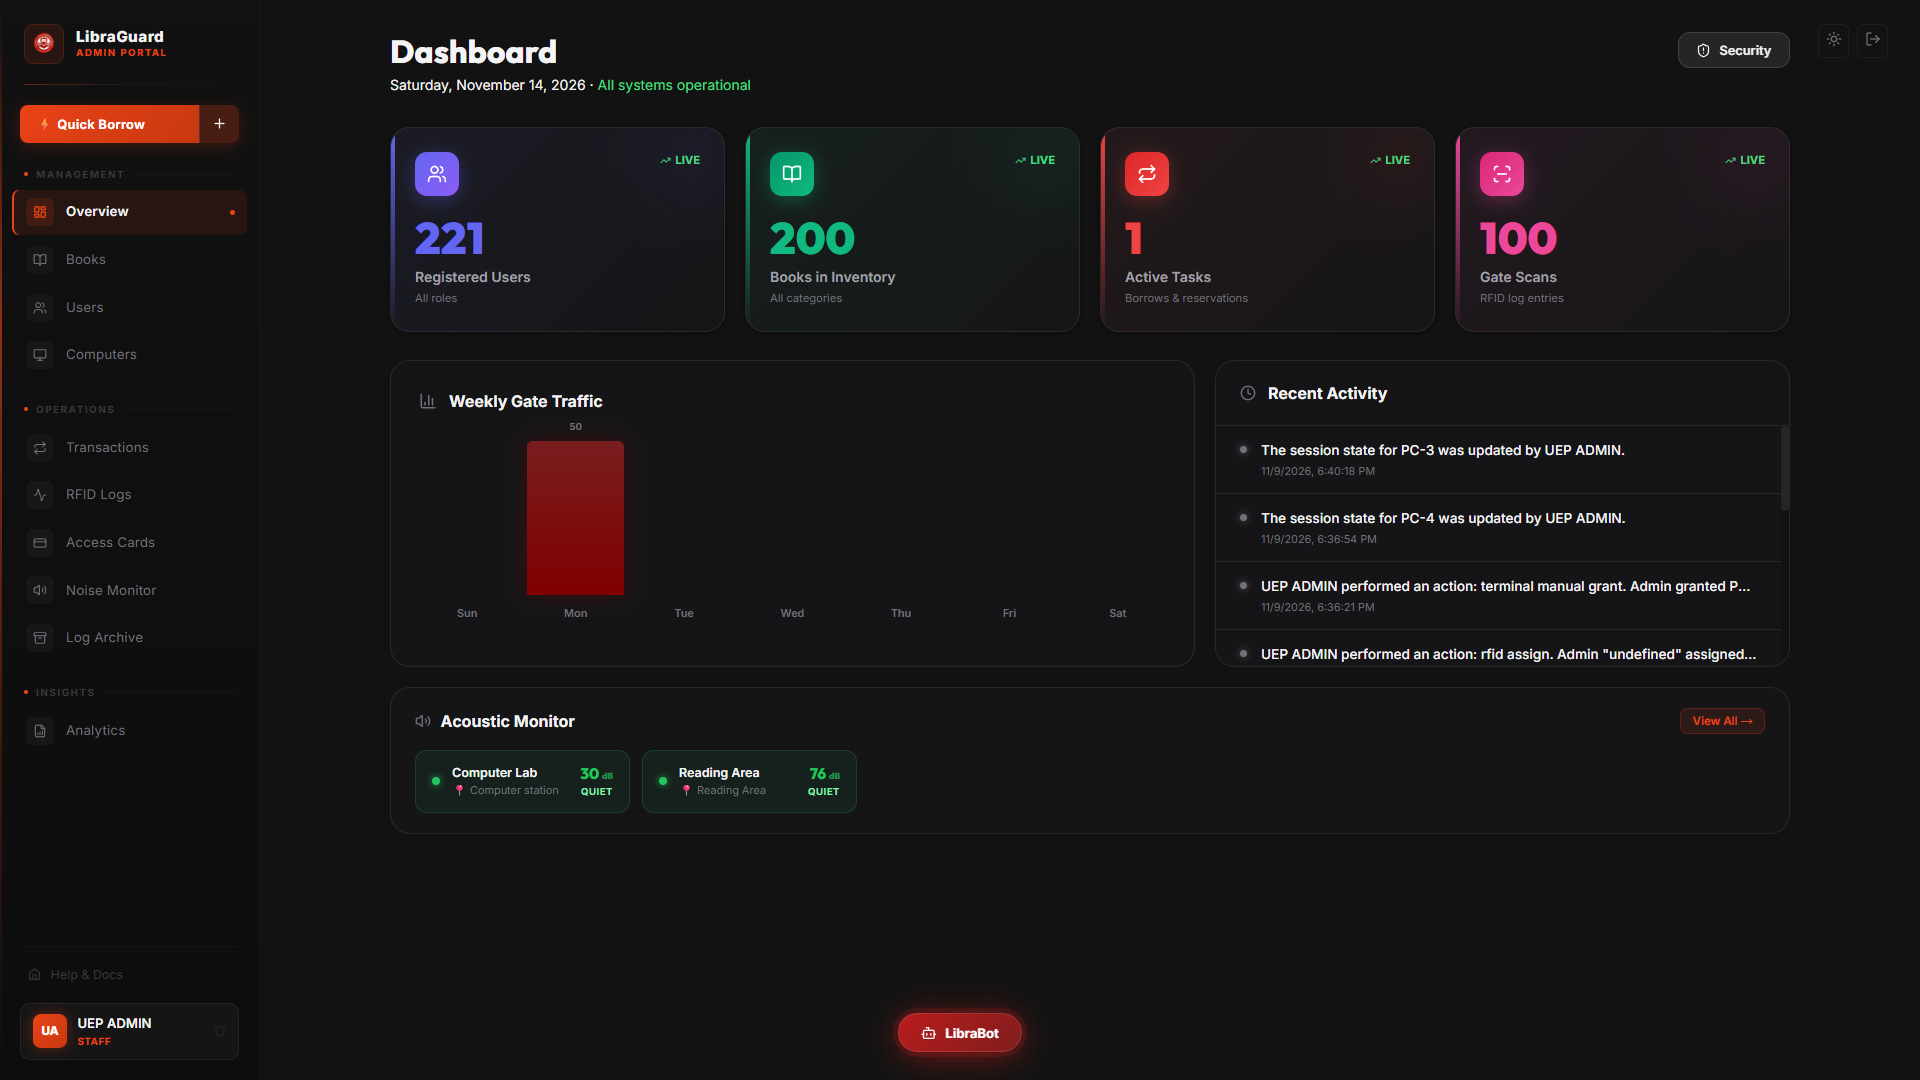 LibraGuard
ADMIN PORTAL
Quick Borrow
+
MANAGEMENT
Overview
Books
Users
Computers
OPERATIONS
Transactions
RFID Logs
Access Cards
Noise Monitor
Log Archive
INSIGHTS
Analytics
Help & Docs
UA
UEP ADMIN
STAFF
Dashboard
Saturday, November 14, 2026 · All systems operational
Security
LIVE
221
Registered Users
All roles
LIVE
200
Books in Inventory
All categories
LIVE
1
Active Tasks
Borrows & reservations
LIVE
100
Gate Scans
RFID log entries
Weekly Gate Traffic
50
Sun Mon Tue Wed Thu Fri Sat
Recent Activity
The session state for PC-3 was updated by UEP ADMIN.
11/9/2026, 6:40:18 PM
The session state for PC-4 was updated by UEP ADMIN.
11/9/2026, 6:36:54 PM
UEP ADMIN performed an action: terminal manual grant. Admin granted P...
11/9/2026, 6:36:21 PM
UEP ADMIN performed an action: rfid assign. Admin "undefined" assigned...
Acoustic Monitor
View All →
Computer Lab
📍 Computer station
30 dB
QUIET
Reading Area
📍 Reading Area
76 dB
QUIET
LibraBot